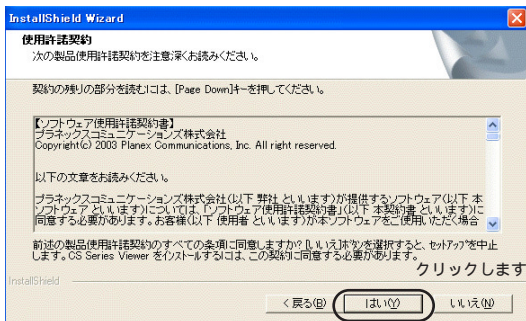 InstallShield Wizard
使用許諾契約
次の製品使用許諾契約を注意深くお読みください。
契約の残りの部分を読むには、[Page Down]キーを押してください。
【ソフトウェア使用許諾契約書】
プラネックスコミュニケーションズ株式会社
Copyright(c) 2003 Planex Communications, Inc. All right reserved.
以下の文章をお読みください。
プラネックスコミュニケーションズ株式会社(以下 弊社 といいます)が提供するソフトウェア(以下 本
ソフトウェア といいます)については、「ソフトウェア使用許諾契約書」(以下 本契約書 といいます)に
同意する必要があります。お客様(以下 使用者 といいます)が本ソフトウェアをご使用いただく場合
前述の製品使用許諾契約のすべての条項に同意しますか? [いいえ]ボタンを選択すると、セットアップを中止
します。CS Series Viewer をインストールするには、この契約に同意する必要があります。
クリックします
InstallShield
< 戻る(B)
はい(Y)
いいえ(N)